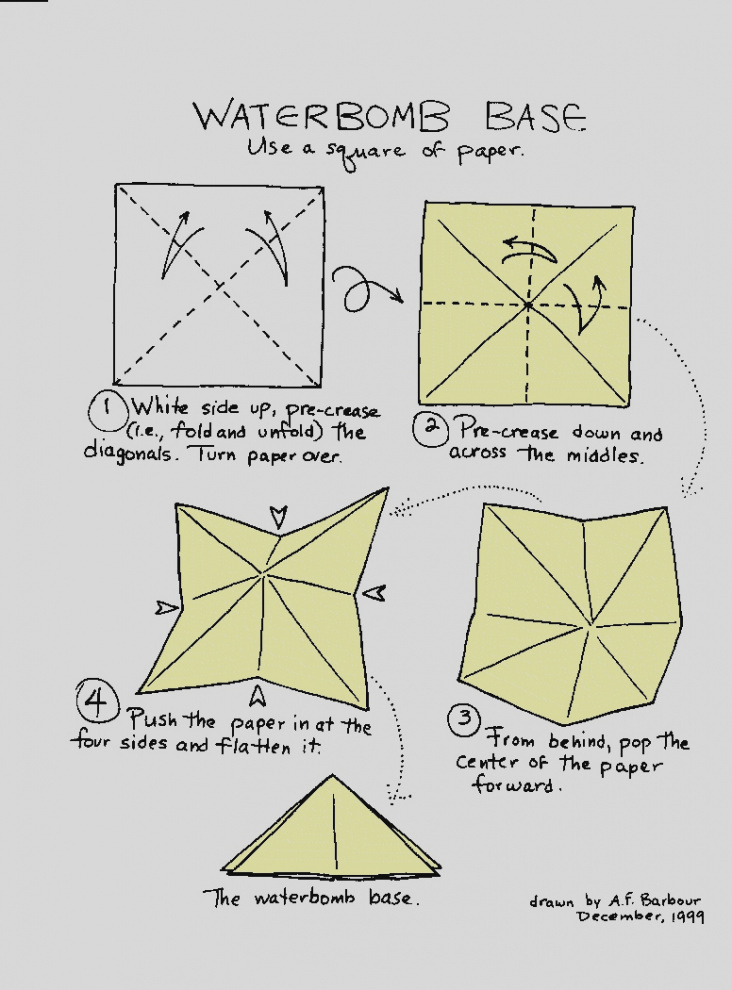 WATERBOMB BASE
Use a square of paper.
1 White side up, pre-crease
(i.e., fold and unfold) the
diagonals. Turn paper over.
2 Pre-crease down and
across the middles.
4 Push the paper in at the
four sides and flatten it.
3 From behind, pop the
center of the paper
forward.
The waterbomb base.
drawn by A.F. Barbour
December, 1999